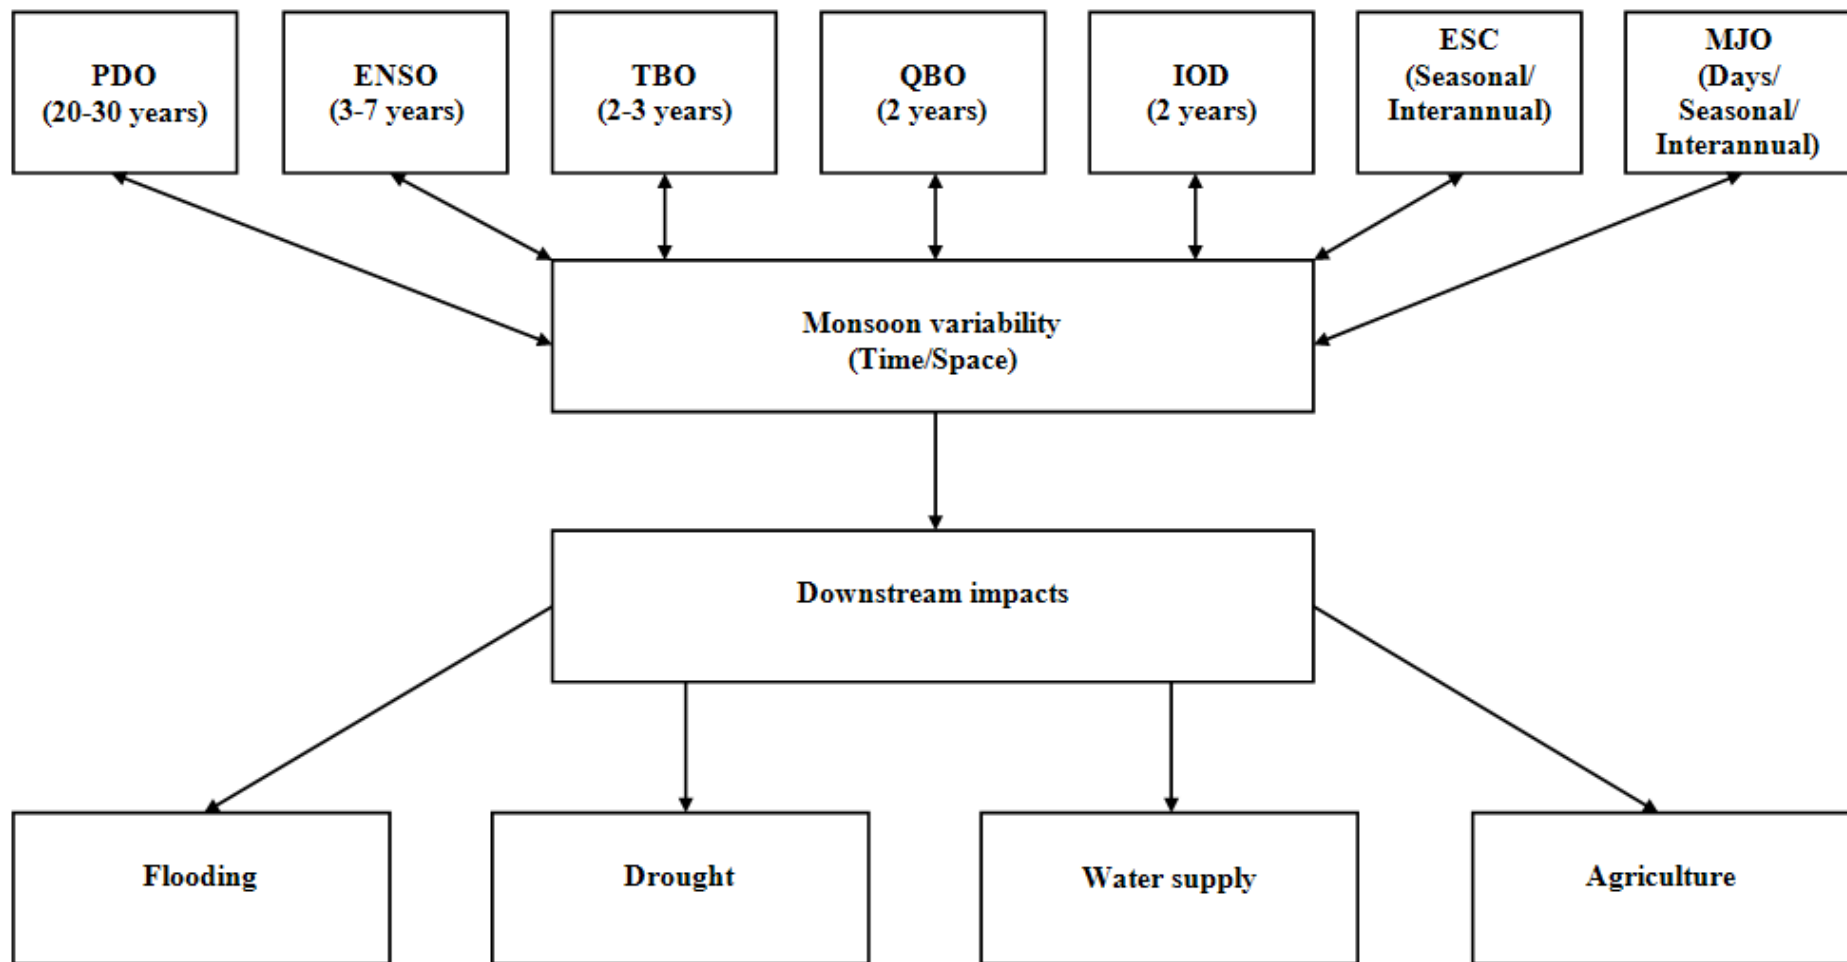 PDO
(20-30 years)
ENSO
(3-7 years)
TBO
(2-3 years)
QBO
(2 years)
IOD
(2 years)
ESC
(Seasonal/
Interannual)
MJO
(Days/
Seasonal/
Interannual)
Monsoon variability
(Time/Space)
Downstream impacts
Flooding
Drought
Water supply
Agriculture